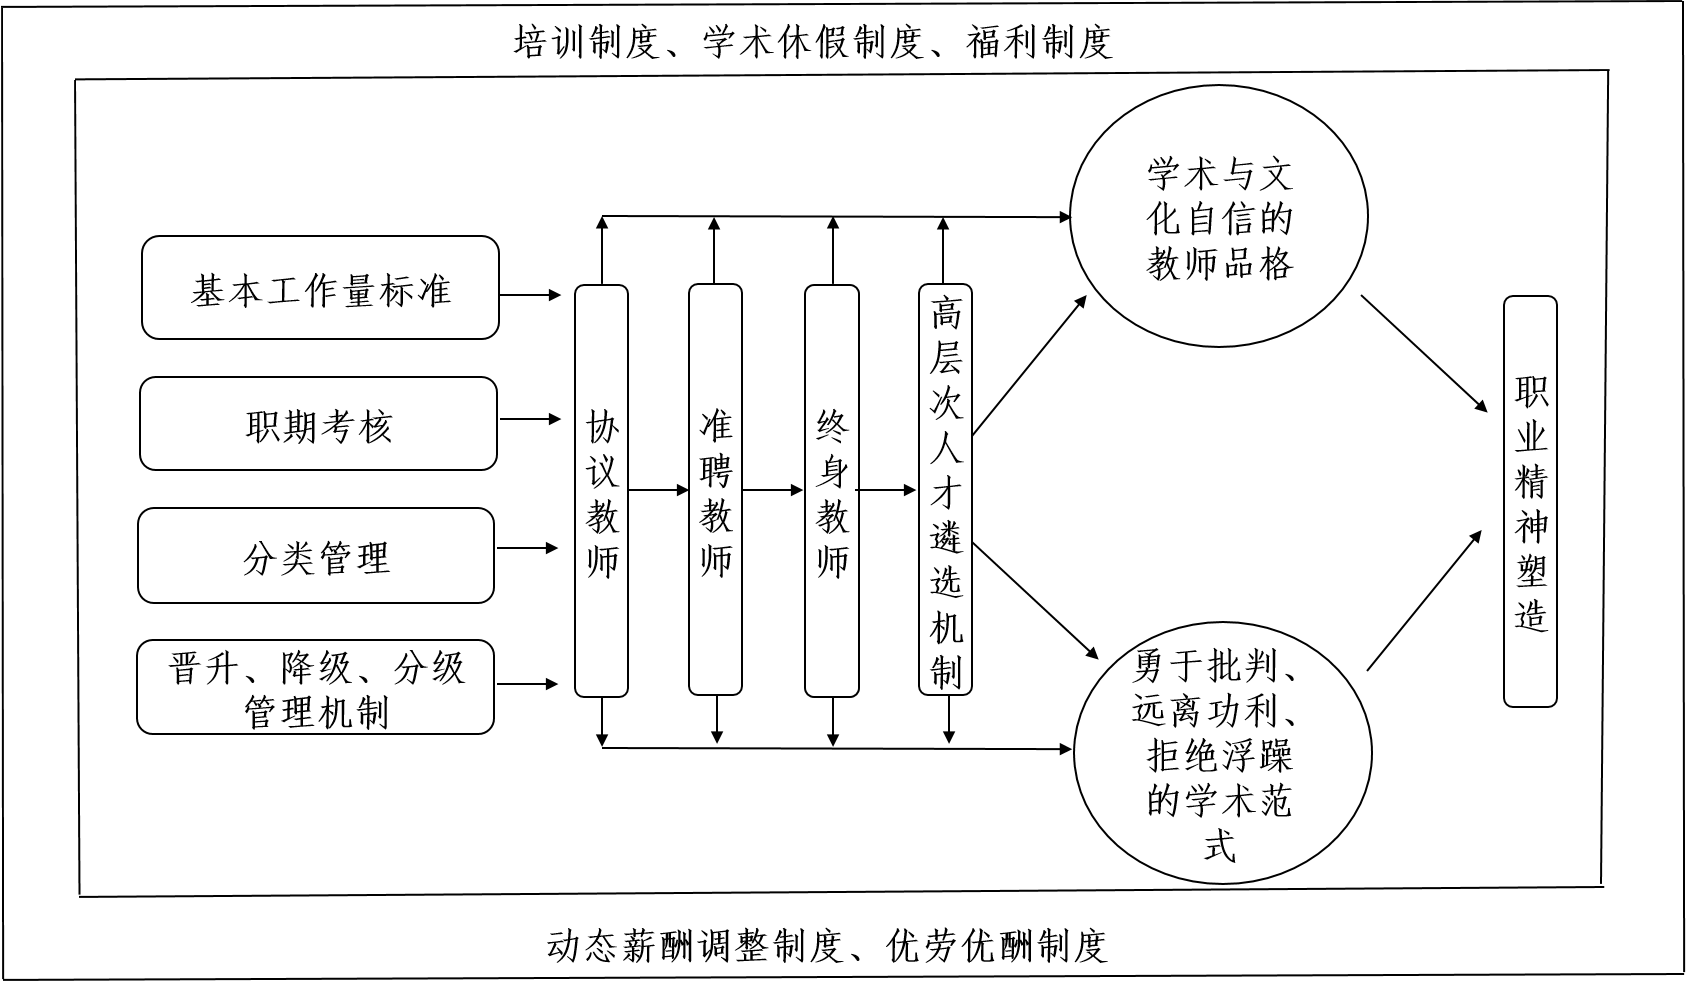 培训制度、学术休假制度、福利制度
基本工作量标准
职期考核
分类管理
晋升、降级、分级
管理机制
协议教师
准聘教师
终身教师
高层次人才遴选机制
学术与文
化自信的
教师品格
勇于批判、
远离功利、
拒绝浮躁
的学术范
式
职业精神塑造
动态薪酬调整制度、优劳优酬制度